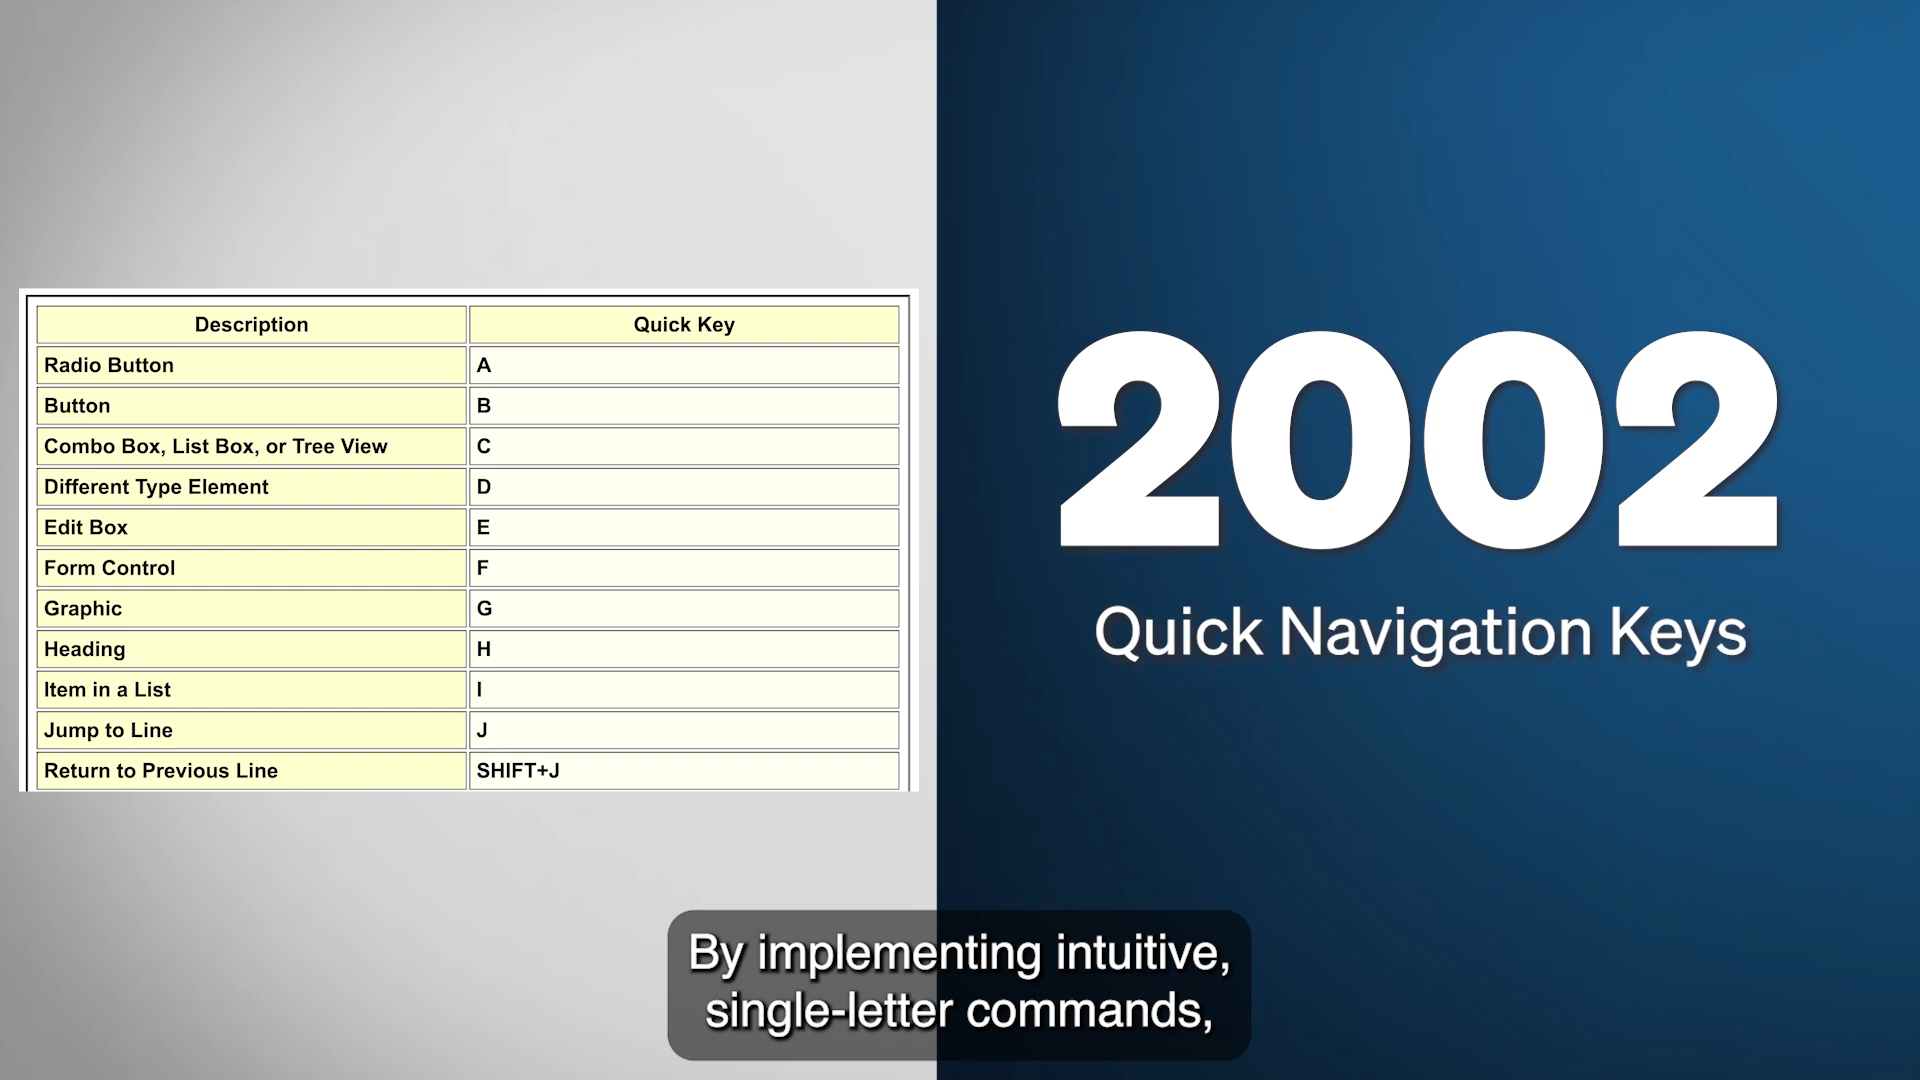 Description Quick Key
Radio Button A
Button B
Combo Box, List Box, or Tree View C
Different Type Element D
Edit Box E
Form Control F
Graphic G
Heading H
Item in a List I
Jump to Line J
Return to Previous Line SHIFT+J
2002
Quick Navigation Keys
By implementing intuitive,
single-letter commands,